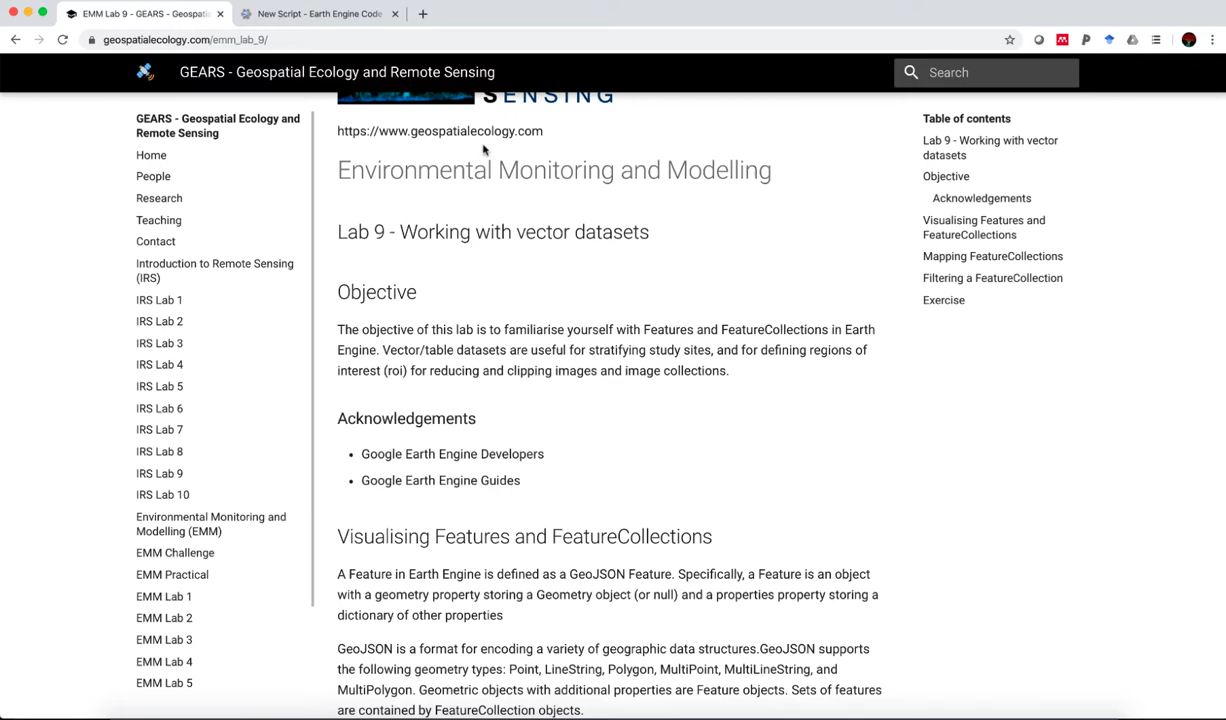 EMM Lab 9 - GEARS - Geospatia
New Script - Earth Engine Code
geospatialecology.com/emm_lab_9/
GEARS - Geospatial Ecology and Remote Sensing
Search
SENSING
https://www.geospatialecology.com
Environmental Monitoring and Modelling
Lab 9 - Working with vector datasets
Objective
The objective of this lab is to familiarise yourself with Features and FeatureCollections in Earth
Engine. Vector/table datasets are useful for stratifying study sites, and for defining regions of
interest (roi) for reducing and clipping images and image collections.
Acknowledgements
• Google Earth Engine Developers
• Google Earth Engine Guides
Visualising Features and FeatureCollections
A Feature in Earth Engine is defined as a GeoJSON Feature. Specifically, a Feature is an object
with a geometry property storing a Geometry object (or null) and a properties property storing a
dictionary of other properties
GeoJSON is a format for encoding a variety of geographic data structures.GeoJSON supports
the following geometry types: Point, LineString, Polygon, MultiPoint, MultiLineString, and
MultiPolygon. Geometric objects with additional properties are Feature objects. Sets of features
are contained by FeatureCollection objects.
GEARS - Geospatial Ecology and
Remote Sensing
Home
People
Research
Teaching
Contact
Introduction to Remote Sensing
(IRS)
IRS Lab 1
IRS Lab 2
IRS Lab 3
IRS Lab 4
IRS Lab 5
IRS Lab 6
IRS Lab 7
IRS Lab 8
IRS Lab 9
IRS Lab 10
Environmental Monitoring and
Modelling (EMM)
EMM Challenge
EMM Practical
EMM Lab 1
EMM Lab 2
EMM Lab 3
EMM Lab 4
EMM Lab 5
Table of contents
Lab 9 - Working with vector
datasets
Objective
Acknowledgements
Visualising Features and
FeatureCollections
Mapping FeatureCollections
Filtering a FeatureCollection
Exercise